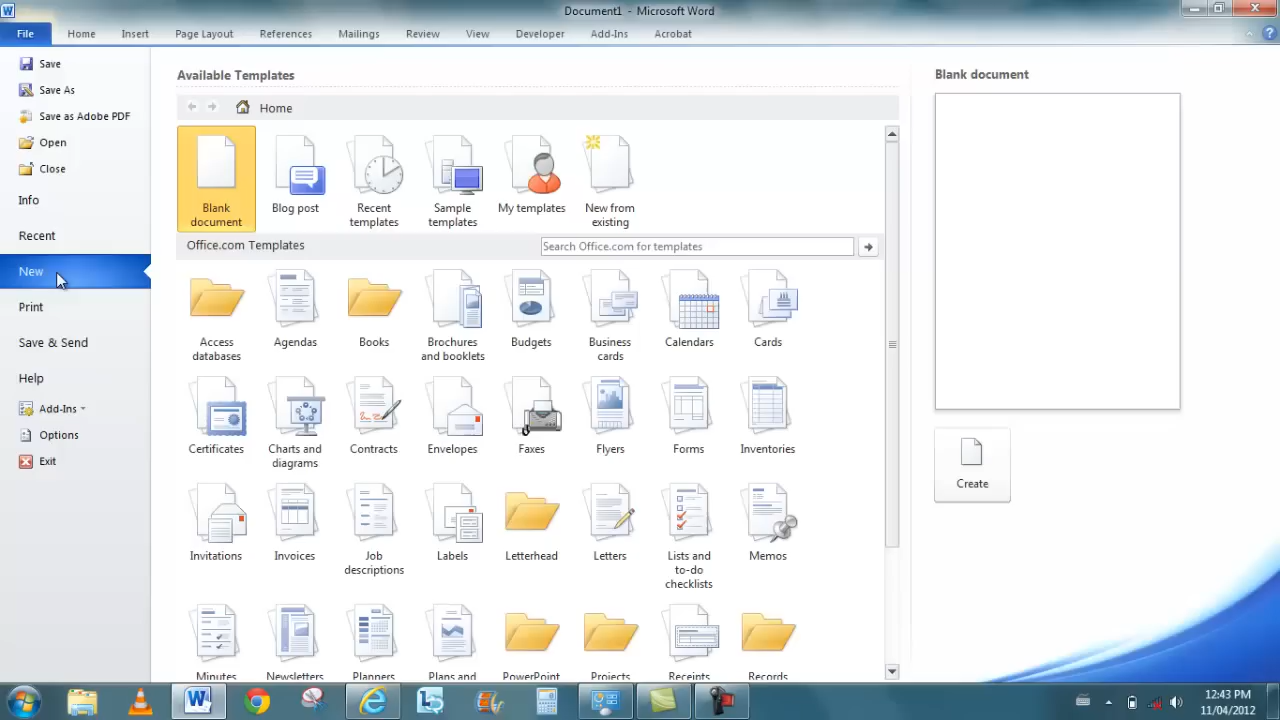 Document1 - Microsoft Word
File Home Insert Page Layout References Mailings Review View Developer Add-Ins Acrobat
Save
Save As
Save as Adobe PDF
Open
Close
Info
Recent
New
Print
Save & Send
Help
Add-Ins
Options
Exit
Available Templates
Home
Blank document
Blog post
Recent templates
Sample templates
My templates
New from existing
Office.com Templates
Search Office.com for templates
Access databases
Agendas
Books
Brochures and booklets
Budgets
Business cards
Calendars
Cards
Certificates
Charts and diagrams
Contracts
Envelopes
Faxes
Flyers
Forms
Inventories
Invitations
Invoices
Job descriptions
Labels
Letterhead
Letters
Lists and to-do checklists
Memos
Minutes
Newsletters
Planners
Plans and
PowerPoint
Projects
Receipts
Records
Blank document
Create
12:43 PM
11/04/2012